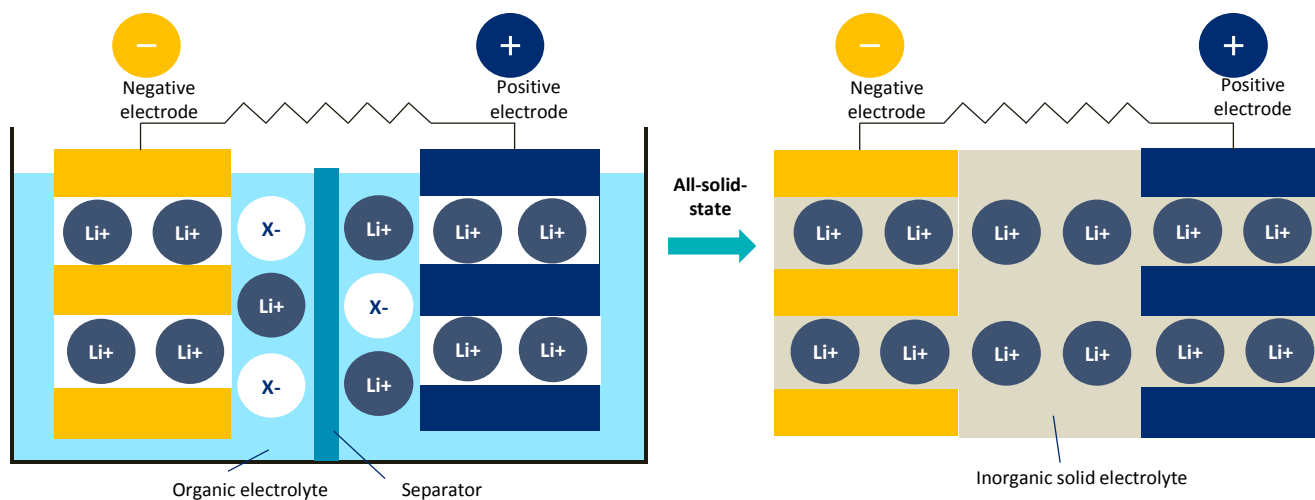 − + − +
Negative
electrode
Positive
electrode
Negative
electrode
Positive
electrode
All-solid-
state
Li+ Li+ X- Li+ Li+ Li+
Li+ X-
Li+ Li+ X- Li+ Li+ Li+
Li+ Li+ Li+ Li+ Li+ Li+
Li+ Li+ Li+ Li+ Li+ Li+
Organic electrolyte
Separator
Inorganic solid electrolyte